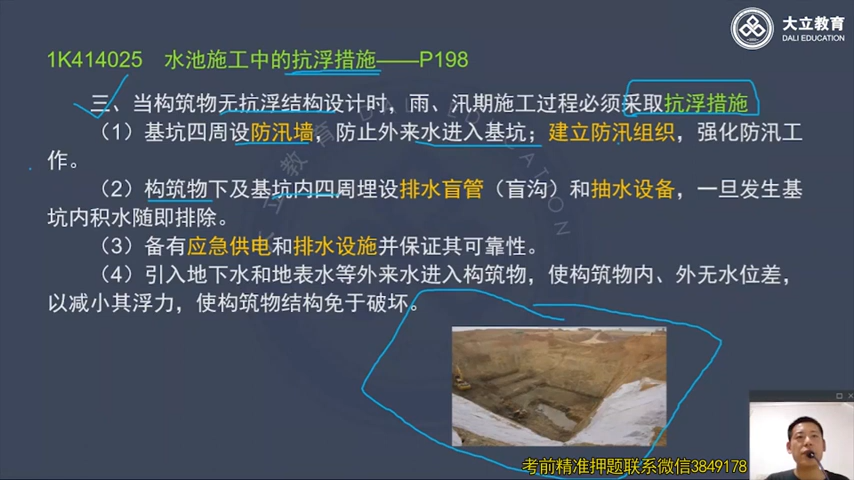 大立教育
DALI EDUCATION
1K414025 水池施工中的抗浮措施——P198
三、当构筑物无抗浮结构设计时，雨、汛期施工过程必须采取抗浮措施
（1）基坑四周设防汛墙，防止外来水进入基坑；建立防汛组织，强化防汛工
作。
（2）构筑物下及基坑内四周埋设排水盲管（盲沟）和抽水设备，一旦发生基
坑内积水随即排除。
（3）备有应急供电和排水设施并保证其可靠性。
（4）引入地下水和地表水等外来水进入构筑物，使构筑物内、外无水位差，
以减小其浮力，使构筑物结构免于破坏。
考前精准押题联系微信3849178